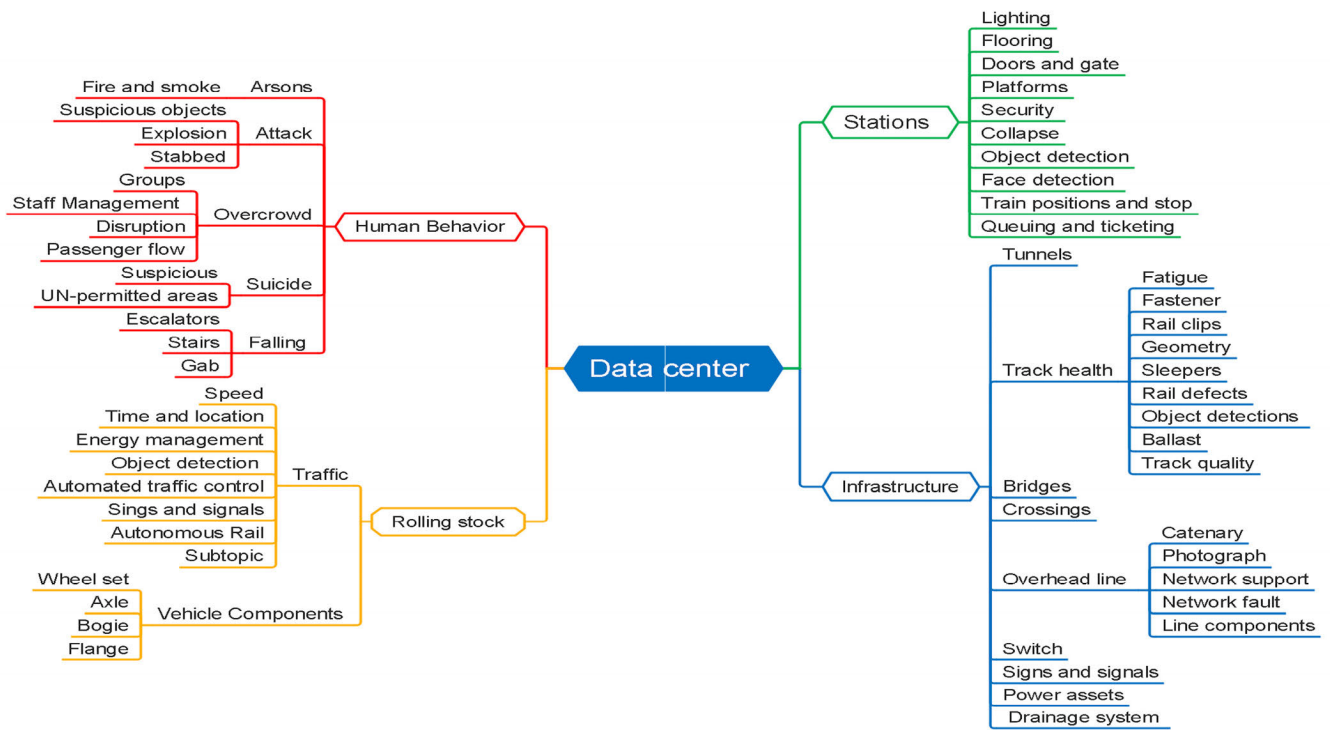 Data center
Human Behavior
Arsons
Fire and smoke
Attack
Suspicious objects
Explosion
Stabbed
Overcrowd
Groups
Staff Management
Disruption
Passenger flow
Suicide
Suspicious
UN-permitted areas
Falling
Escalators
Stairs
Gab
Rolling stock
Traffic
Speed
Time and location
Energy management
Object detection
Automated traffic control
Sings and signals
Autonomous Rail
Subtopic
Vehicle Components
Wheel set
Axle
Bogie
Flange
Stations
Lighting
Flooring
Doors and gate
Platforms
Security
Collapse
Object detection
Face detection
Train positions and stop
Queuing and ticketing
Infrastructure
Tunnels
Track health
Fatigue
Fastener
Rail clips
Geometry
Sleepers
Rail defects
Object detections
Ballast
Track quality
Bridges
Crossings
Overhead line
Catenary
Photograph
Network support
Network fault
Line components
Switch
Signs and signals
Power assets
Drainage system